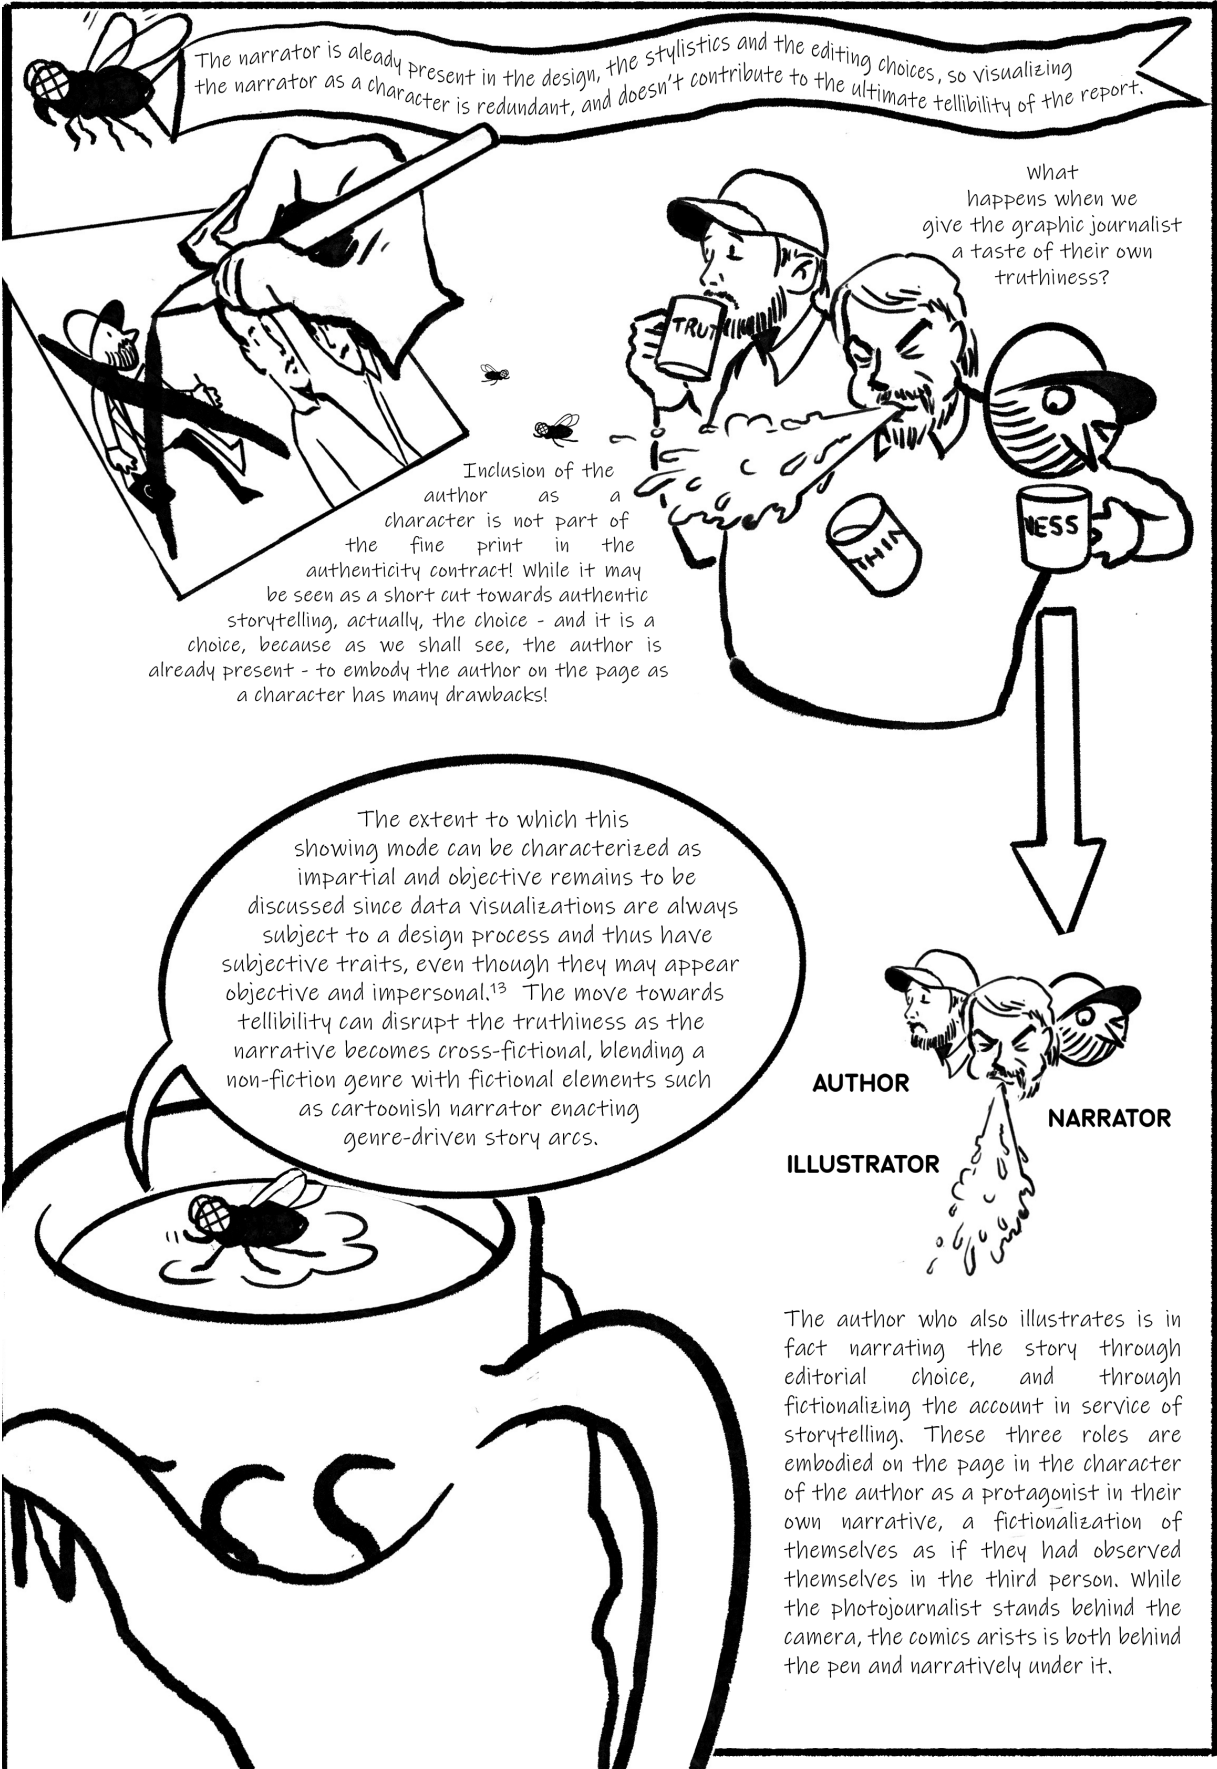 The narrator is aleady present in the design, the stylistics and the editing choices, so visualizing
the narrator as a character is redundant, and doesn't contribute to the ultimate tellibility of the report.
What
happens when we
give the graphic journalist
a taste of their own
truthiness?
TRUT
THIN
NESS
Inclusion of the
author as a
character is not part of
the fine print in the
authenticity contract! While it may
be seen as a short cut towards authentic
storytelling, actually, the choice - and it is a
choice, because as we shall see, the author is
already present - to embody the author on the page as
a character has many drawbacks!
The extent to which this
showing mode can be characterized as
impartial and objective remains to be
discussed since data visualizations are always
subject to a design process and thus have
subjective traits, even though they may appear
objective and impersonal.¹³ The move towards
tellibility can disrupt the truthiness as the
narrative becomes cross-fictional, blending a
non-fiction genre with fictional elements such
as cartoonish narrator enacting
genre-driven story arcs.
AUTHOR
NARRATOR
ILLUSTRATOR
The author who also illustrates is in
fact narrating the story through
editorial choice, and through
fictionalizing the account in service of
storytelling. These three roles are
embodied on the page in the character
of the author as a protagonist in their
own narrative, a fictionalization of
themselves as if they had observed
themselves in the third person. While
the photojournalist stands behind the
camera, the comics arists is both behind
the pen and narratively under it.